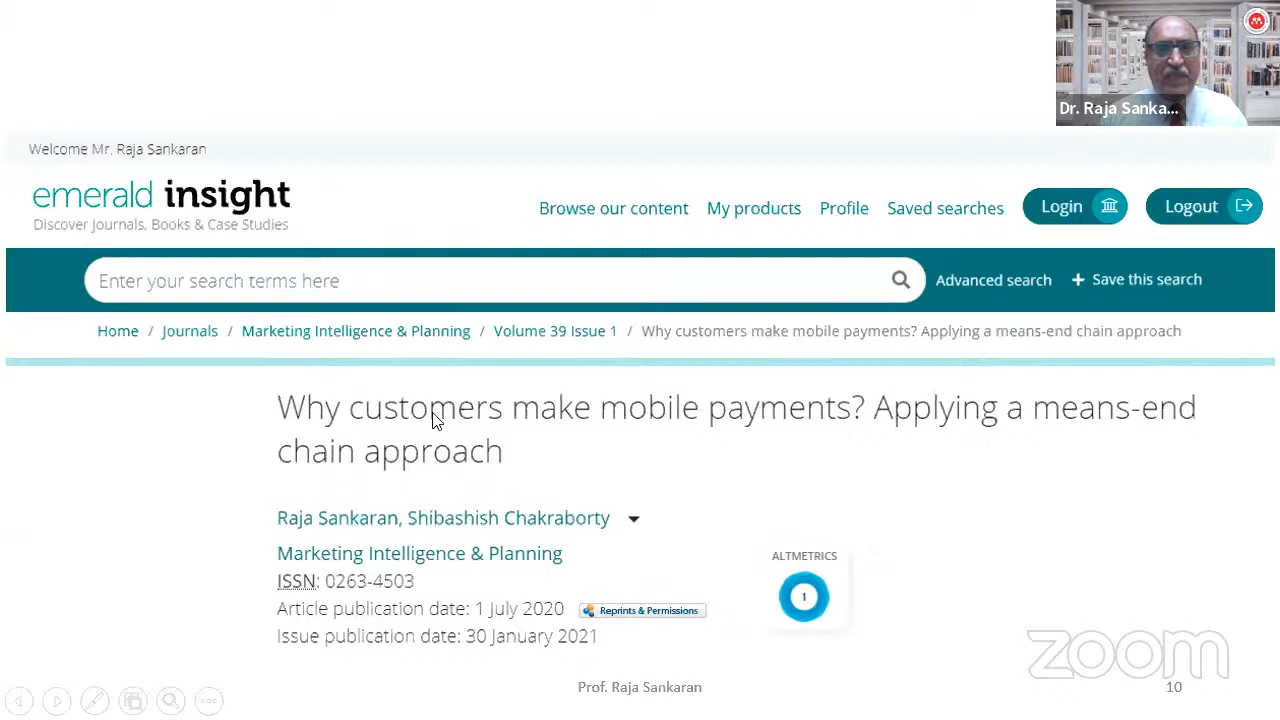 Dr. Raja Sanka...
Welcome Mr. Raja Sankaran
emerald insight
Discover Journals, Books & Case Studies
Browse our content My products Profile Saved searches Login Logout
Enter your search terms here Advanced search + Save this search
Home / Journals / Marketing Intelligence & Planning / Volume 39 Issue 1 / Why customers make mobile payments? Applying a means-end chain approach
Why customers make mobile payments? Applying a means-end
chain approach
Raja Sankaran, Shibashish Chakraborty
Marketing Intelligence & Planning
ISSN: 0263-4503
Article publication date: 1 July 2020 Reprints & Permissions
Issue publication date: 30 January 2021
ALTMETRICS
1
zoom
Prof. Raja Sankaran 10